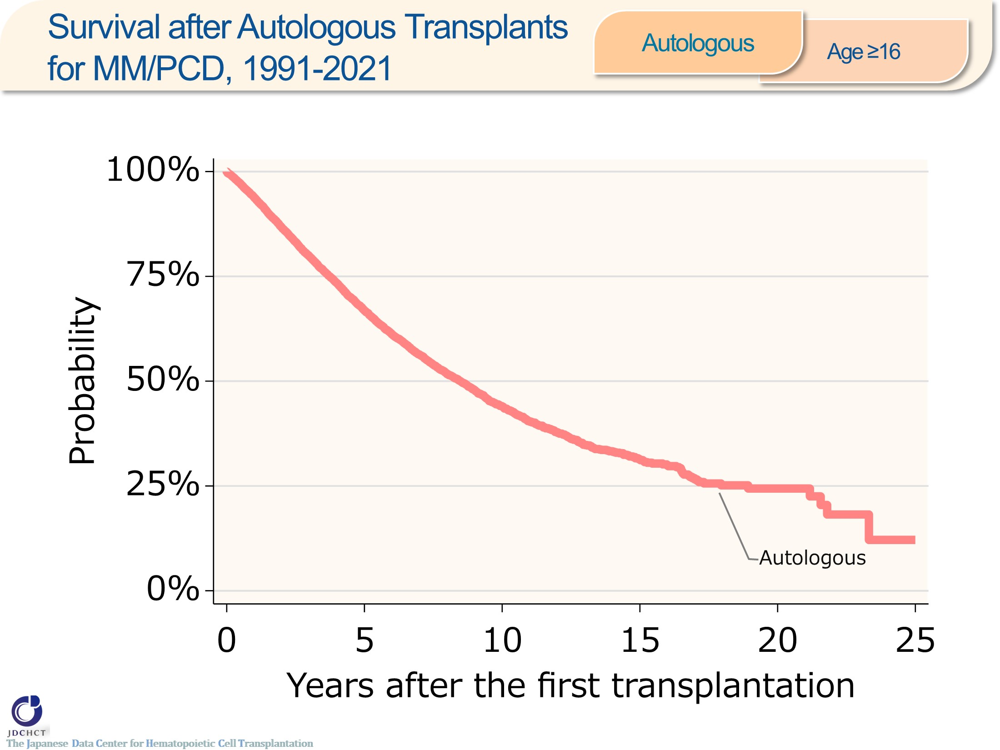 Survival after Autologous Transplants
for MM/PCD, 1991-2021
Autologous
Age ≥16
100%
75%
50%
25%
0%
Probability
Autologous
0 5 10 15 20 25
Years after the first transplantation
JDCHCT
The Japanese Data Center for Hematopoietic Cell Transplantation